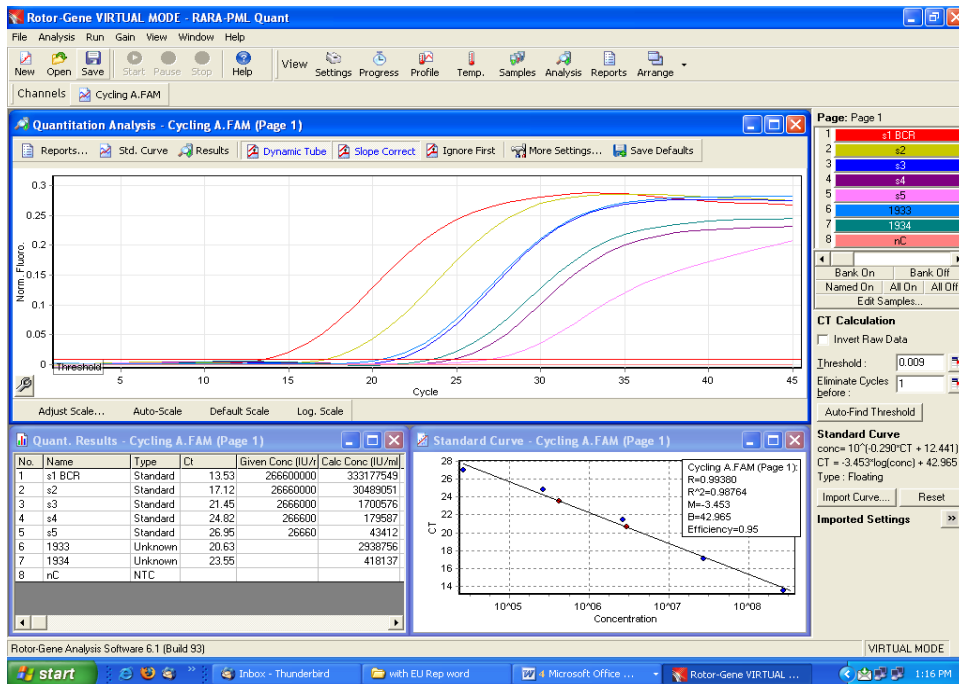 Rotor-Gene VIRTUAL MODE - RARA-PML Quant
File Analysis Run Gain View Window Help
New Open Save Start Pause Stop Help View Settings Progress Profile Temp. Samples Analysis Reports Arrange
Channels Cycling A.FAM
Quantitation Analysis - Cycling A.FAM (Page 1)
Reports... Std. Curve Results Dynamic Tube Slope Correct Ignore First More Settings... Save Defaults
Norm. Fluoro.
0.3
0.25
0.2
0.15
0.1
0.05
0
Threshold
5 10 15 20 25 30 35 40 45
Cycle
Adjust Scale... Auto-Scale Default Scale Log. Scale
Quant. Results - Cycling A.FAM (Page 1)
No. Name Type Ct Given Conc (IU/r Calc Conc (IU/ml
1 s1 BCR Standard 13.53 266600000 333177549
2 s2 Standard 17.12 26660000 30489051
3 s3 Standard 21.45 2666000 1700576
4 s4 Standard 24.82 266600 179587
5 s5 Standard 26.95 26660 43412
6 1933 Unknown 20.63 2938756
7 1934 Unknown 23.55 418137
8 nC NTC
Standard Curve - Cycling A.FAM (Page 1)
CT
28
26
24
22
20
18
16
14
10^05 10^06 10^07 10^08
Concentration
Cycling A.FAM (Page 1):
R=0.99380
R^2=0.98764
M=-3.453
B=42.965
Efficiency=0.95
Page: Page 1
1 s1 BCR
2 s2
3 s3
4 s4
5 s5
6 1933
7 1934
8 nC
Bank On Bank Off
Named On All On All Off
Edit Samples...
CT Calculation
Invert Raw Data
Threshold : 0.009
Eliminate Cycles before : 1
Auto-Find Threshold
Standard Curve
conc= 10^(-0.290*CT + 12.441)
CT = -3.453*log(conc) + 42.965
Type : Floating
Import Curve.... Reset
Imported Settings
Rotor-Gene Analysis Software 6.1 (Build 93) VIRTUAL MODE
start Inbox - Thunderbird with EU Rep word 4 Microsoft Office ... Rotor-Gene VIRTUAL ... 1:16 PM